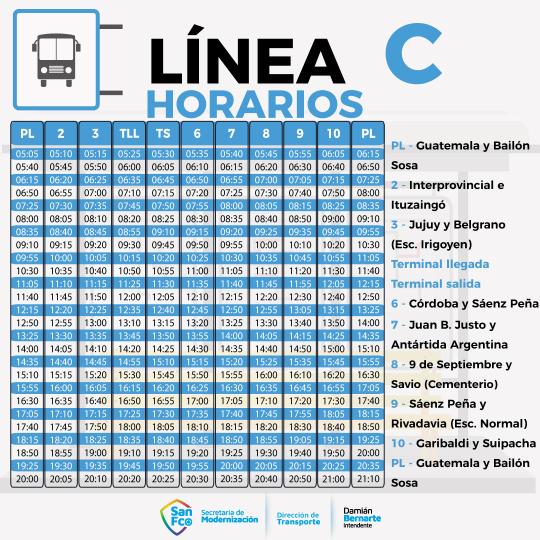 LÍNEA C
HORARIOS
PL 2 3 TLL TS 6 7 8 9 10 PL
05:05 05:10 05:15 05:25 05:30 05:35 05:40 05:45 05:55 06:05 06:15
05:40 05:45 05:50 06:00 06:05 06:10 06:15 06:20 06:30 06:40 06:50
06:15 06:20 06:25 06:35 06:45 06:50 06:55 07:00 07:05 07:15 07:25
06:50 06:55 07:00 07:10 07:15 07:20 07:25 07:30 07:40 07:50 08:00
07:25 07:30 07:35 07:45 07:50 07:55 08:00 08:05 08:15 08:25 08:35
08:00 08:05 08:10 08:20 08:25 08:30 08:35 08:40 08:50 09:00 09:10
08:35 08:40 08:45 08:55 09:10 09:15 09:20 09:25 09:35 09:45 09:55
09:10 09:15 09:20 09:30 09:45 09:50 09:55 10:00 10:10 10:20 10:30
09:55 10:00 10:05 10:15 10:20 10:25 10:30 10:35 10:45 10:55 11:05
10:30 10:35 10:40 10:50 10:55 11:00 11:05 11:10 11:20 11:30 11:40
11:05 11:10 11:15 11:25 11:30 11:35 11:40 11:45 11:55 12:05 12:15
11:40 11:45 11:50 12:00 12:05 12:10 12:15 12:20 12:30 12:40 12:50
12:15 12:20 12:25 12:35 12:40 12:45 12:50 12:55 13:05 13:15 13:25
12:50 12:55 13:00 13:10 13:15 13:20 13:25 13:30 13:40 13:50 14:00
13:25 13:30 13:35 13:45 13:50 13:55 14:00 14:05 14:15 14:25 14:35
14:00 14:05 14:10 14:20 14:25 14:30 14:35 14:40 14:50 15:00 15:10
14:35 14:40 14:45 14:55 15:10 15:15 15:20 15:25 15:35 15:45 15:55
15:10 15:15 15:20 15:30 15:45 15:50 15:55 16:00 16:10 16:20 16:30
15:55 16:00 16:05 16:15 16:20 16:25 16:30 16:35 16:45 16:55 17:05
16:30 16:35 16:40 16:50 16:55 17:00 17:05 17:10 17:20 17:30 17:40
17:05 17:10 17:15 17:25 17:30 17:35 17:40 17:45 17:55 18:05 18:15
17:40 17:45 17:50 18:00 18:05 18:10 18:15 18:20 18:30 18:40 18:50
18:15 18:20 18:25 18:35 18:40 18:45 18:50 18:55 19:05 19:15 19:25
18:50 18:55 19:00 19:10 19:15 19:20 19:25 19:30 19:40 19:50 20:00
19:25 19:30 19:35 19:45 19:50 19:55 20:00 20:05 20:15 20:25 20:35
20:00 20:05 20:10 20:20 20:25 20:30 20:35 20:40 20:50 21:00 21:10
PL - Guatemala y Bailón
Sosa
2 - Interprovincial e
Ituzaingó
3 - Jujuy y Belgrano
(Esc. Irigoyen)
Terminal llegada
Terminal salida
6 - Córdoba y Sáenz Peña
7 - Juan B. Justo y
Antártida Argentina
8 - 9 de Septiembre y
Savio (Cementerio)
9 - Sáenz Peña y
Rivadavia (Esc. Normal)
10 - Garibaldi y Suipacha
PL - Guatemala y Bailón
Sosa
San Fco
Secretaría de
Modernización
Dirección de
Transporte
Damián
Bernarte
Intendente